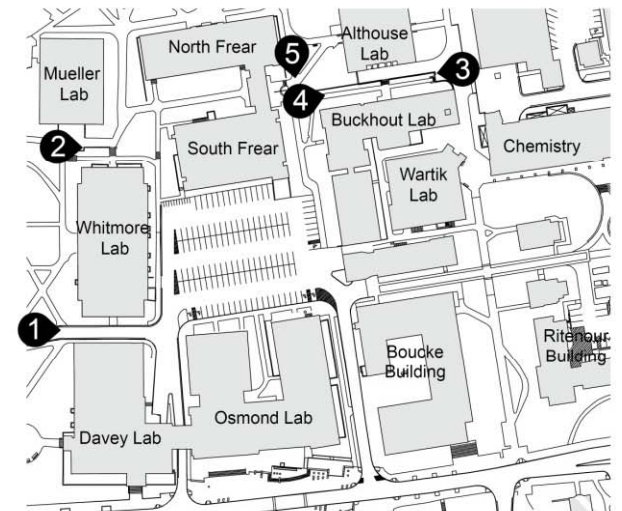 North Frear
Althouse
Lab
5
Mueller
Lab
3
4
Buckhout Lab
2
South Frear
Chemistry
Wartik
Lab
Whitmore
Lab
1
Boucke
Building
Ritenour
Building
Osmond Lab
Davey Lab